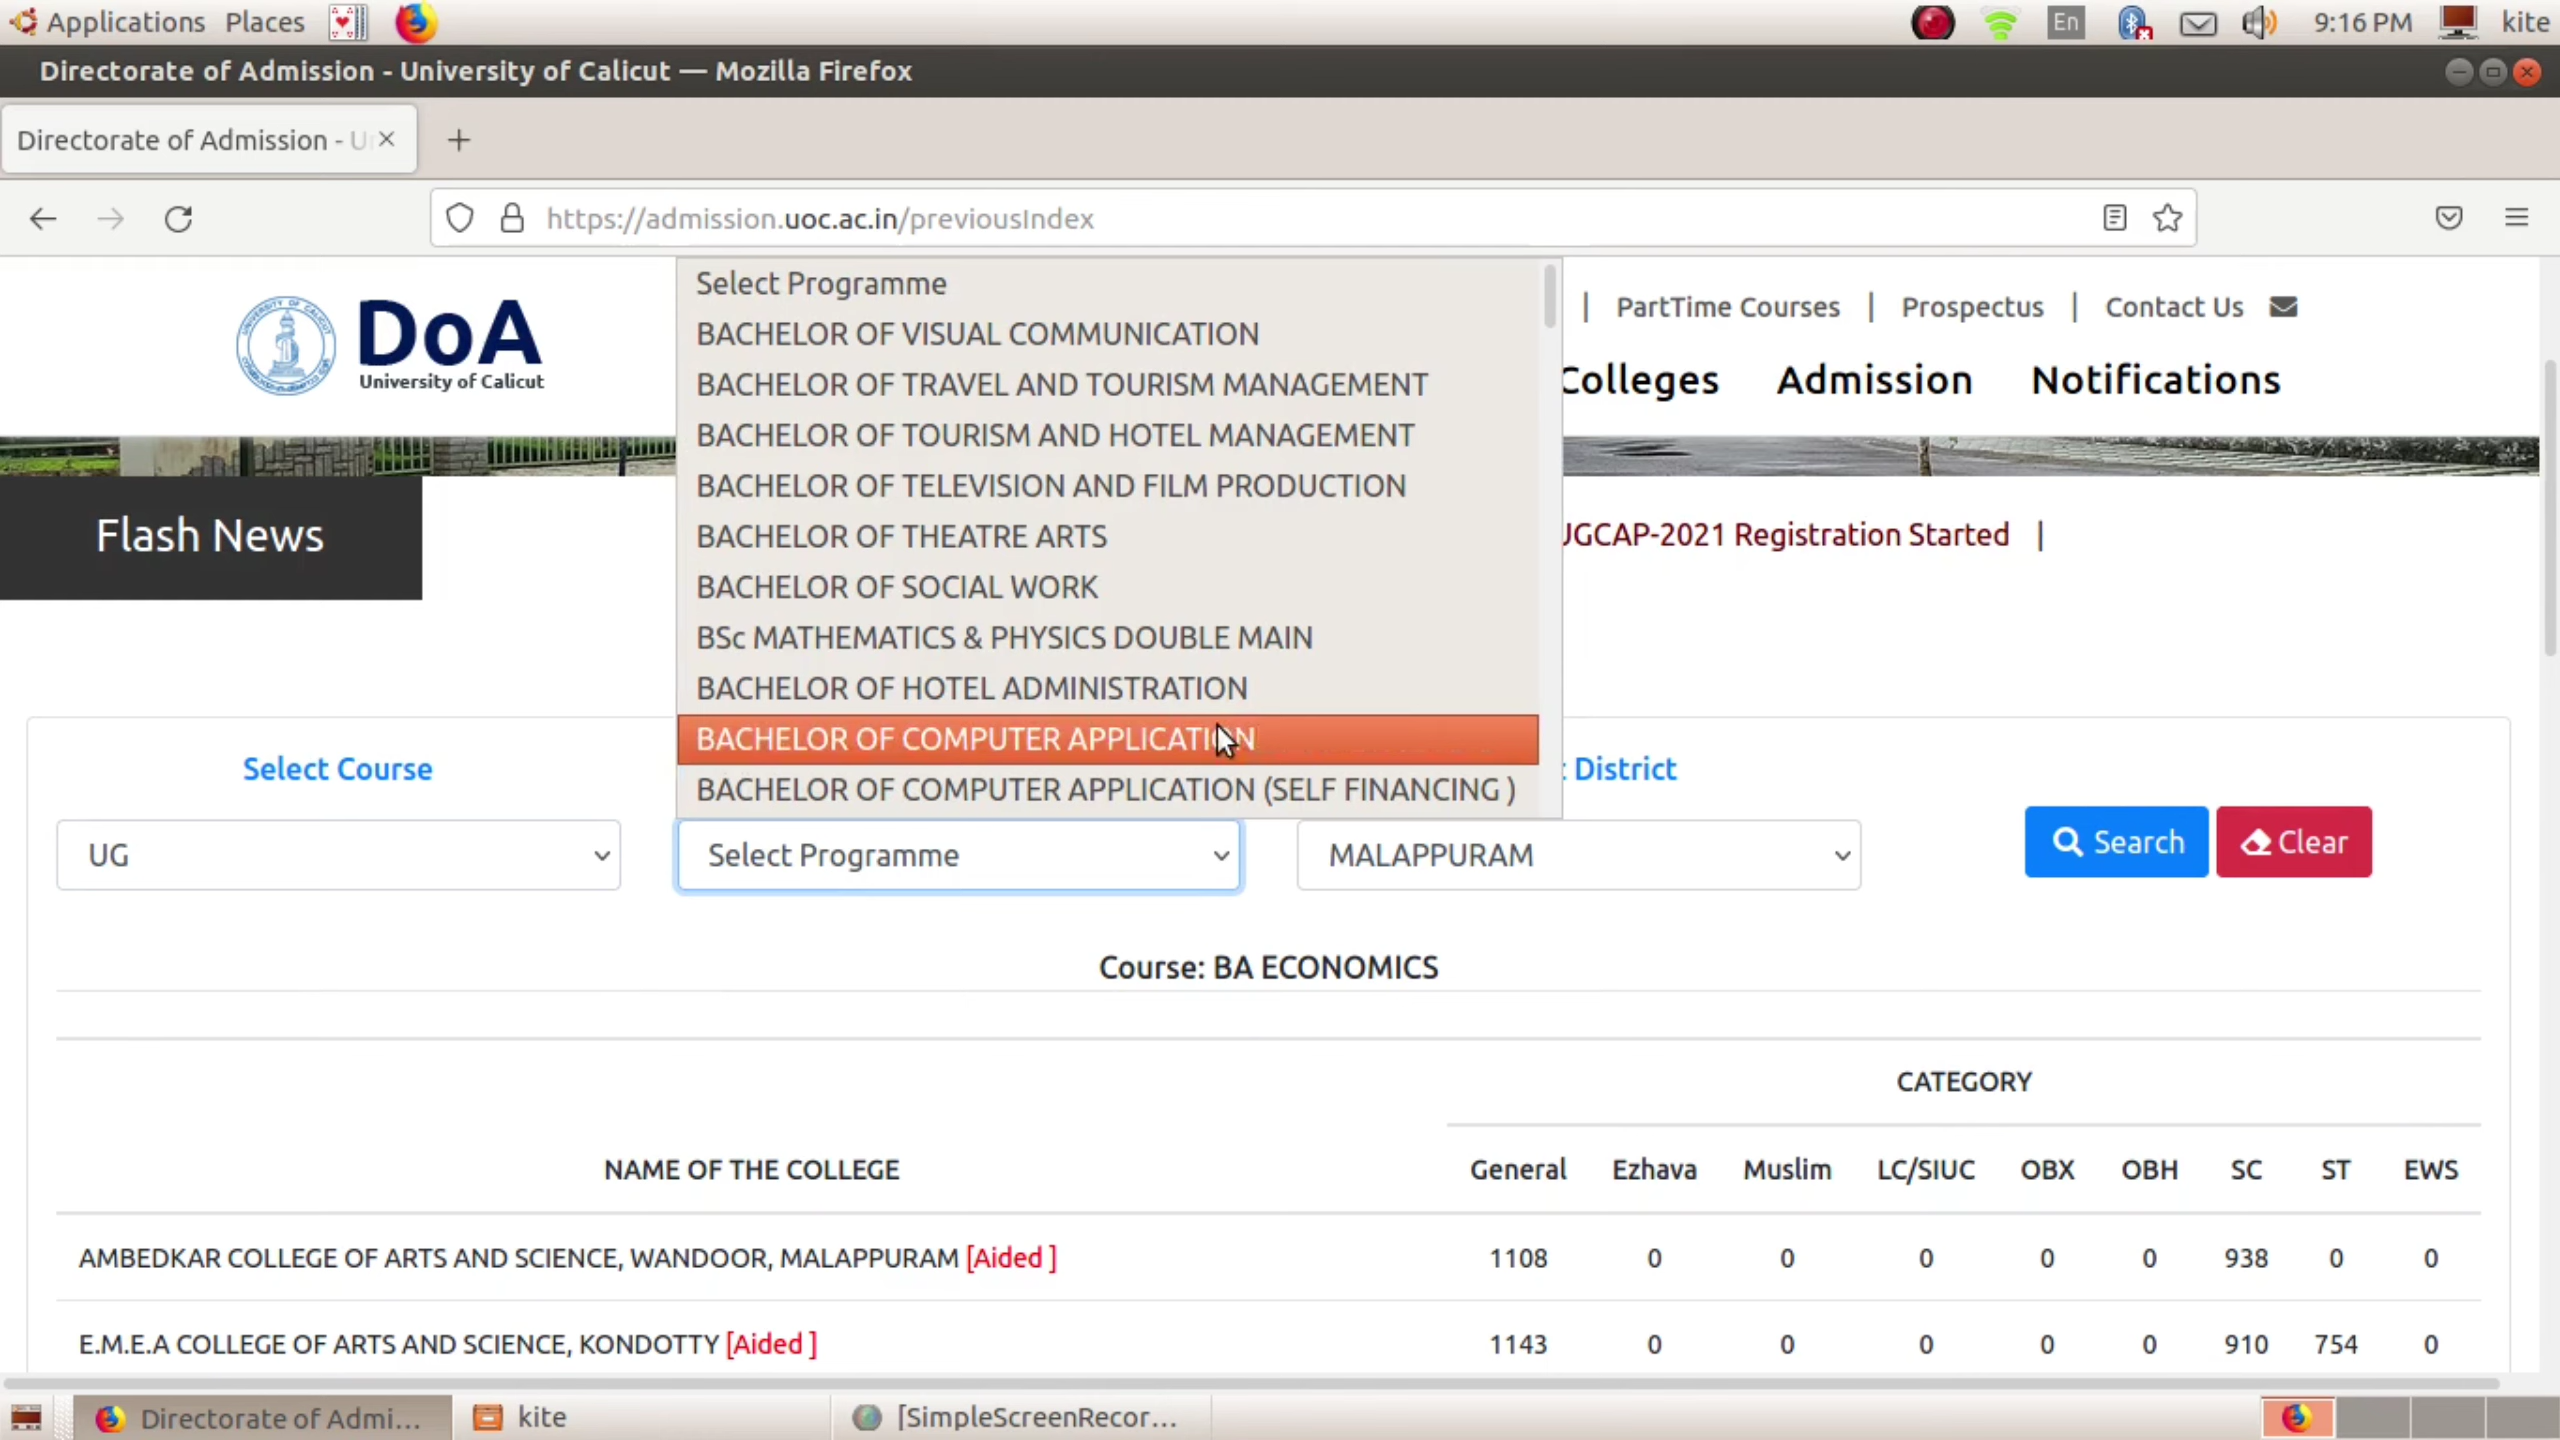 Applications Places En 9:16 PM kite
Directorate of Admission - University of Calicut — Mozilla Firefox
Directorate of Admission - U
https://admission.uoc.ac.in/previousIndex
DoA
University of Calicut
PartTime Courses | Prospectus | Contact Us
Colleges Admission Notifications
Flash News
UGCAP-2021 Registration Started |
Select Programme
BACHELOR OF VISUAL COMMUNICATION
BACHELOR OF TRAVEL AND TOURISM MANAGEMENT
BACHELOR OF TOURISM AND HOTEL MANAGEMENT
BACHELOR OF TELEVISION AND FILM PRODUCTION
BACHELOR OF THEATRE ARTS
BACHELOR OF SOCIAL WORK
BSc MATHEMATICS & PHYSICS DOUBLE MAIN
BACHELOR OF HOTEL ADMINISTRATION
BACHELOR OF COMPUTER APPLICATION
BACHELOR OF COMPUTER APPLICATION (SELF FINANCING )
Select Course District
UG Select Programme MALAPPURAM Search Clear
Course: BA ECONOMICS
CATEGORY
NAME OF THE COLLEGE General Ezhava Muslim LC/SIUC OBX OBH SC ST EWS
AMBEDKAR COLLEGE OF ARTS AND SCIENCE, WANDOOR, MALAPPURAM [Aided ] 1108 0 0 0 0 0 938 0 0
E.M.E.A COLLEGE OF ARTS AND SCIENCE, KONDOTTY [Aided ] 1143 0 0 0 0 0 910 754 0
Directorate of Admi... kite [SimpleScreenRecor...